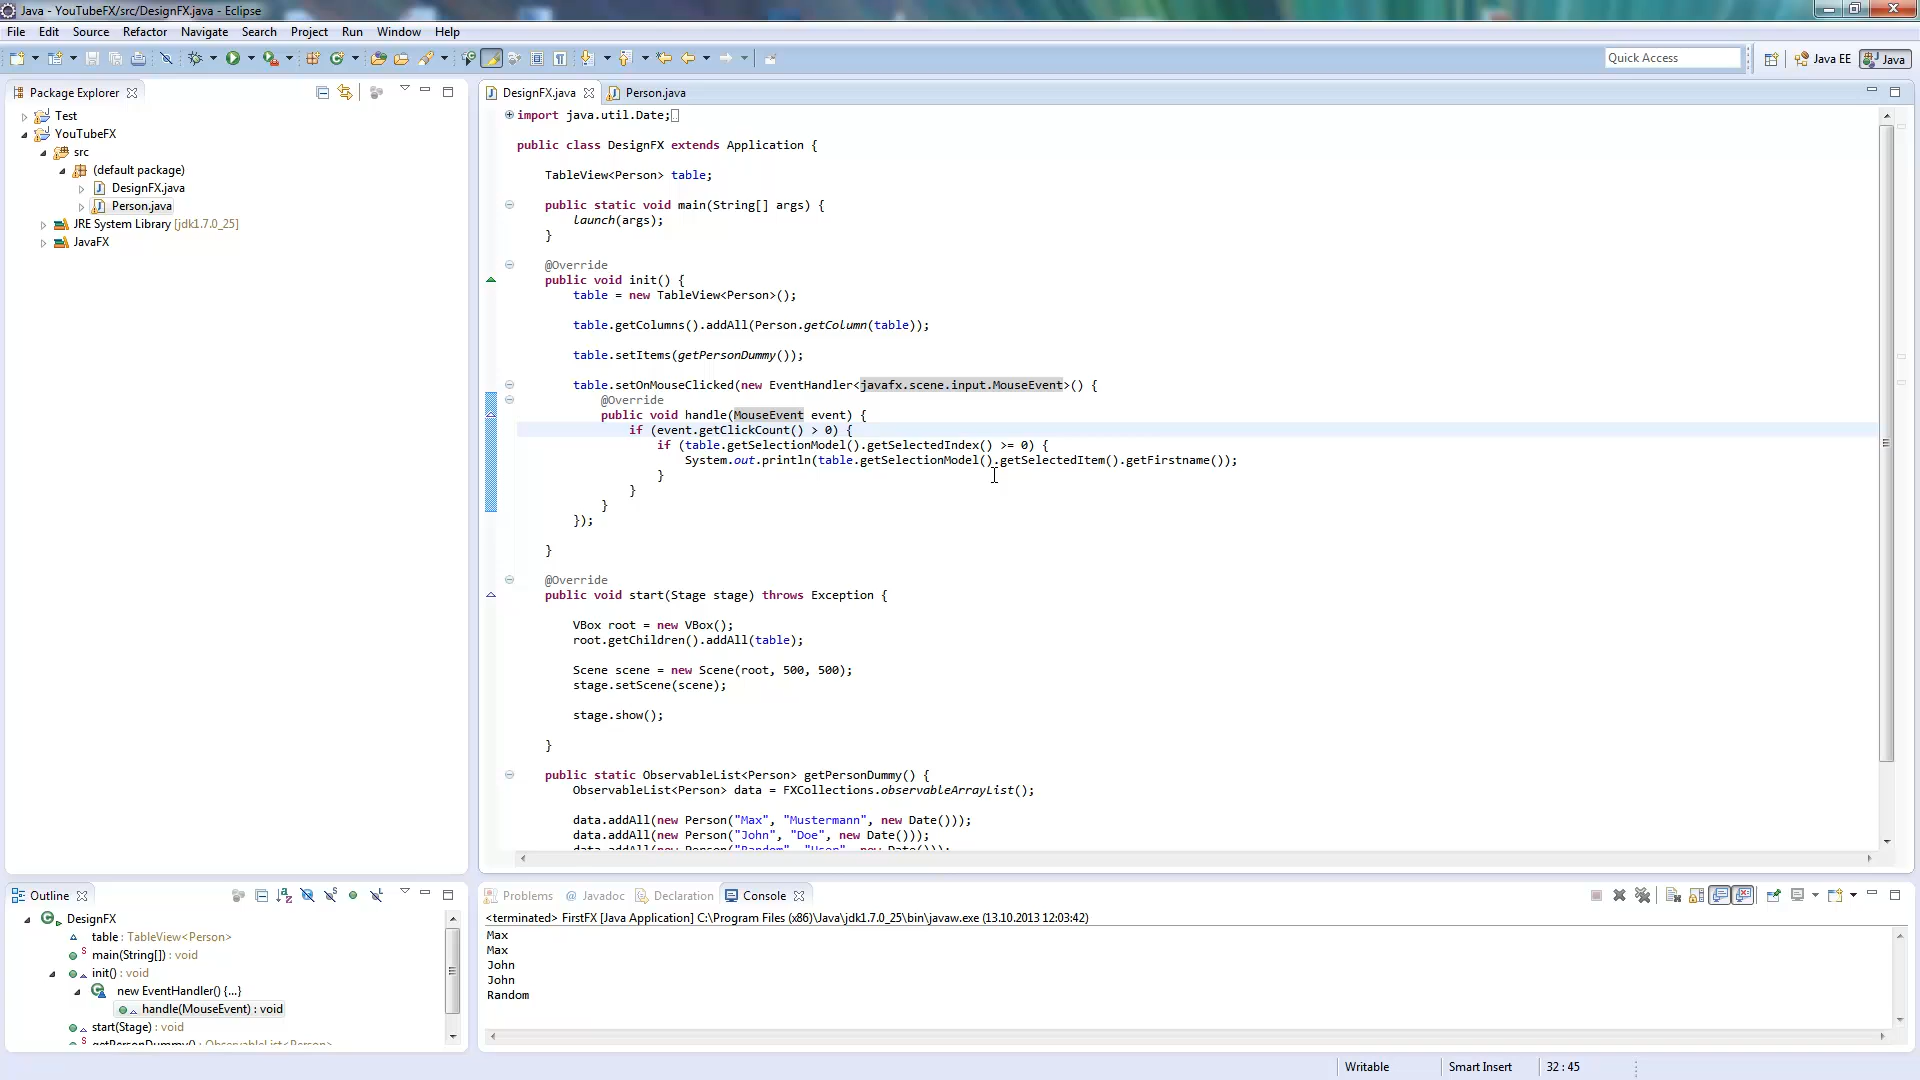 Java - YouTubeFX/src/DesignFX.java - Eclipse
File Edit Source Refactor Navigate Search Project Run Window Help
Quick Access Java EE Java
Package Explorer
Test
YouTubeFX
src
(default package)
DesignFX.java
Person.java
JRE System Library [jdk1.7.0_25]
JavaFX
DesignFX.java Person.java
import java.util.Date;
public class DesignFX extends Application {
TableView<Person> table;
public static void main(String[] args) {
launch(args);
}
@Override
public void init() {
table = new TableView<Person>();
table.getColumns().addAll(Person.getColumn(table));
table.setItems(getPersonDummy());
table.setOnMouseClicked(new EventHandler<javafx.scene.input.MouseEvent>() {
@Override
public void handle(MouseEvent event) {
if (event.getClickCount() > 0) {
if (table.getSelectionModel().getSelectedIndex() >= 0) {
System.out.println(table.getSelectionModel().getSelectedItem().getFirstname());
}
}
}
});
}
@Override
public void start(Stage stage) throws Exception {
VBox root = new VBox();
root.getChildren().addAll(table);
Scene scene = new Scene(root, 500, 500);
stage.setScene(scene);
stage.show();
}
public static ObservableList<Person> getPersonDummy() {
ObservableList<Person> data = FXCollections.observableArrayList();
data.addAll(new Person("Max", "Mustermann", new Date()));
data.addAll(new Person("John", "Doe", new Date()));
data.addAll(new Person("Random", "User", new Date()));
Outline
DesignFX
table : TableView<Person>
main(String[]) : void
init() : void
new EventHandler() {...}
handle(MouseEvent) : void
start(Stage) : void
getPersonDummy() : ObservableList<Person>
Problems @ Javadoc Declaration Console
<terminated> FirstFX [Java Application] C:\Program Files (x86)\Java\jdk1.7.0_25\bin\javaw.exe (13.10.2013 12:03:42)
Max
Max
John
John
Random
Writable Smart Insert 32 : 45